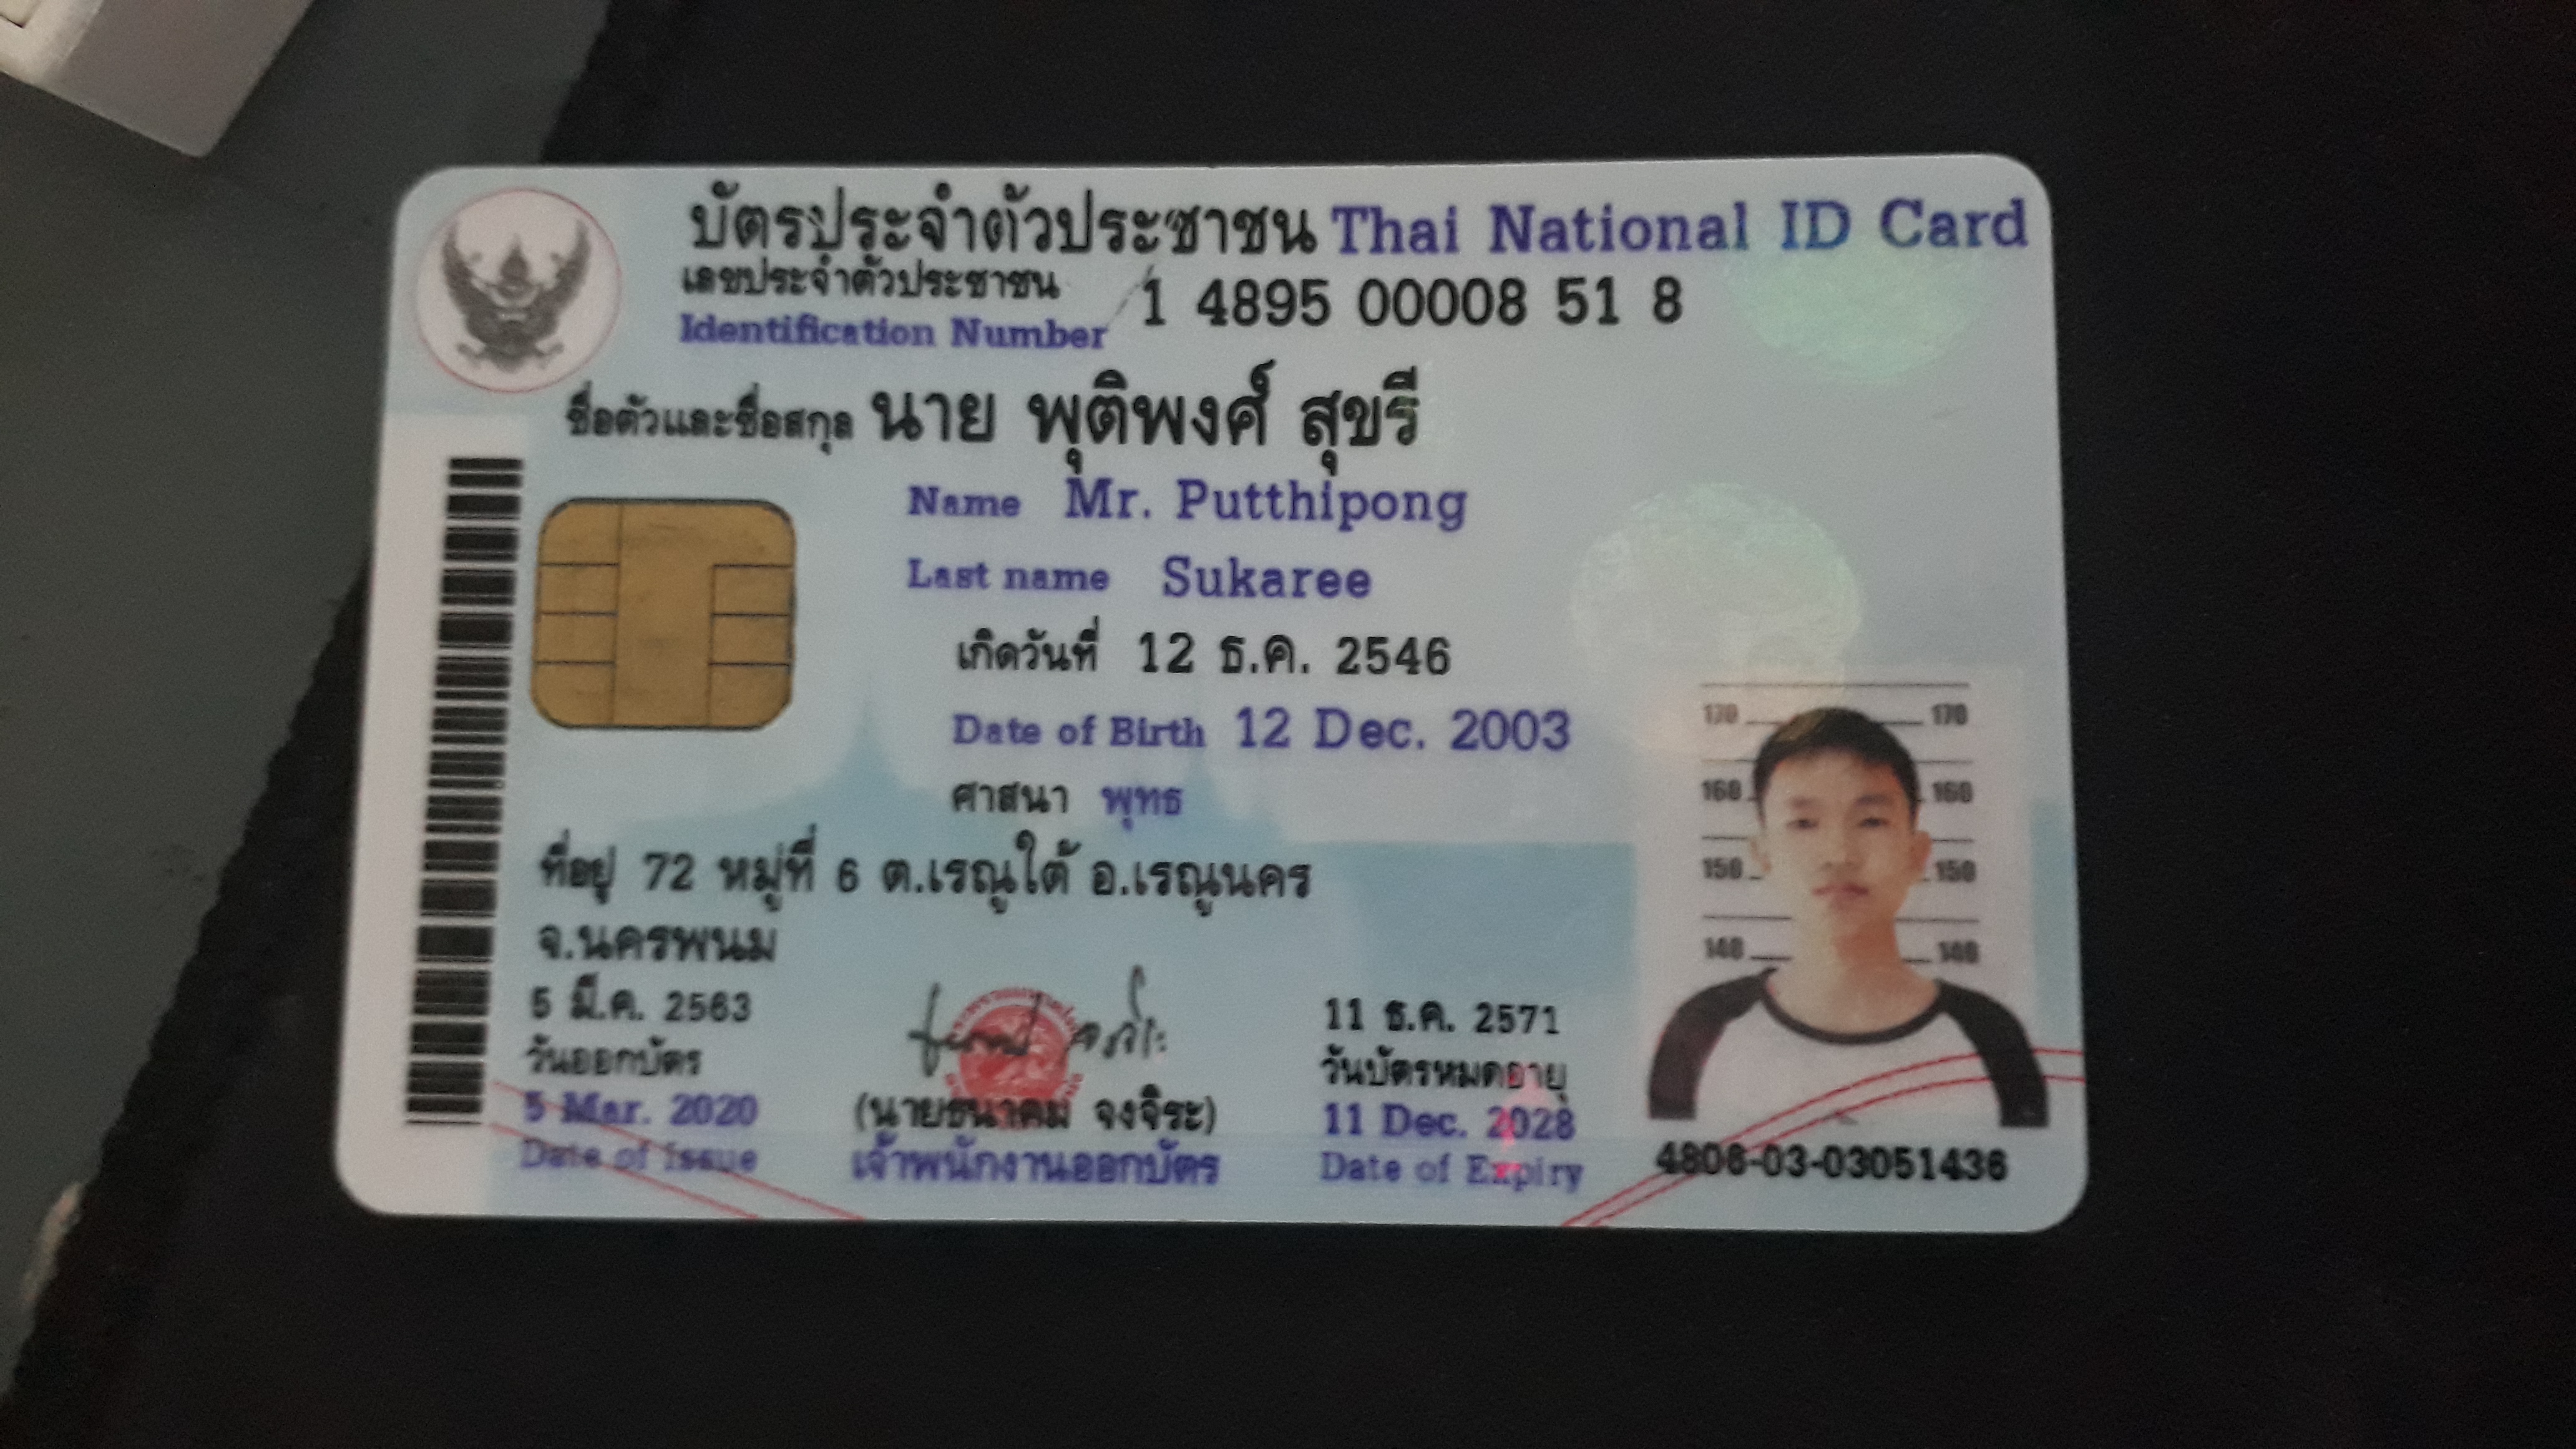 บัตรประจำตัวประชาชน Thai National ID Card
เลขประจำตัวประชาชน 1 4895 00008 51 8
Identification Number
ชื่อตัวและชื่อสกุล นาย พุติพงศ์ สุขรี
Name Mr. Putthipong
Last name Sukaree
เกิดวันที่ 12 ธ.ค. 2546
Date of Birth 12 Dec. 2003
ศาสนา พุทธ
ที่อยู่ 72 หมู่ที่ 6 ต.เรณูใต้ อ.เรณูนคร
จ.นครพนม
170 170
160 160
150 150
140 140
5 มี.ค. 2563
วันออกบัตร
5 Mar. 2020
Date of Issue
(นายธนาคม จงจิระ)
เจ้าพนักงานออกบัตร
11 ธ.ค. 2571
วันบัตรหมดอายุ
11 Dec. 2028
Date of Expiry
4806-03-03051436